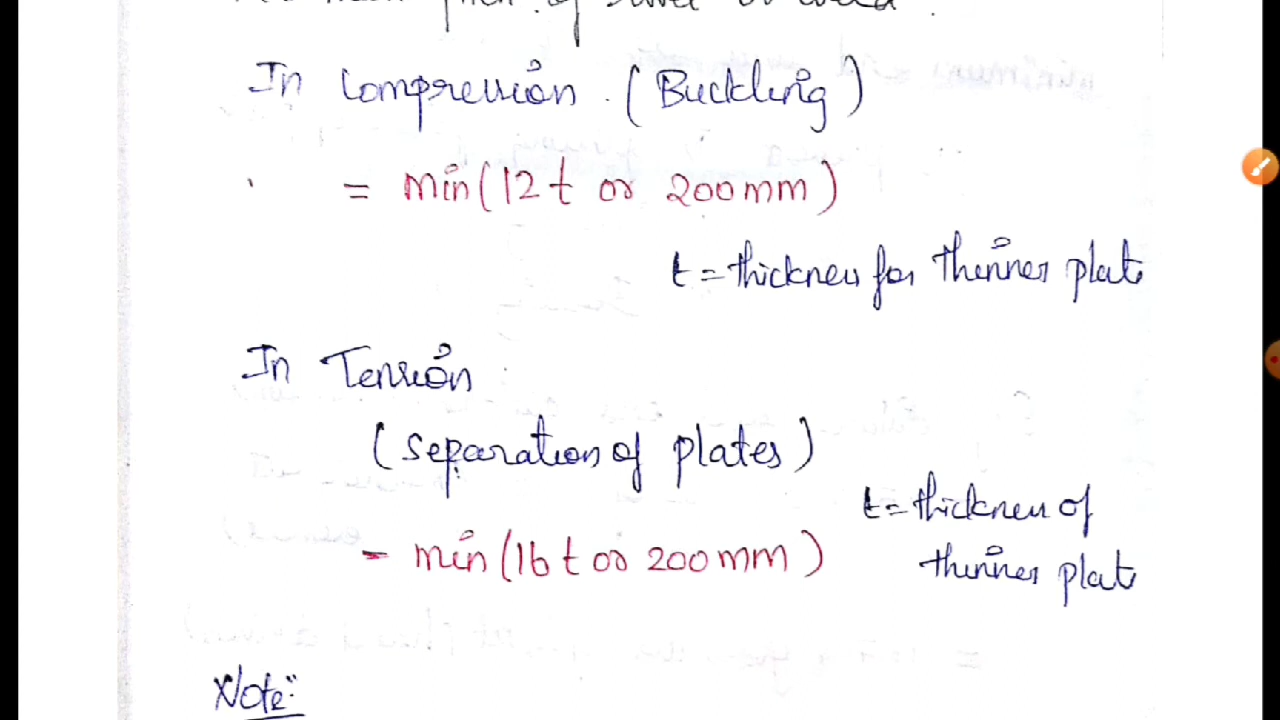 In Compression. (Buckling)
= min(12t or 200mm)
t = thickness for thinner plate
In Tension
(separation of plates)
t = thickness of
thinner plate
= min(16t or 200mm)
Note: